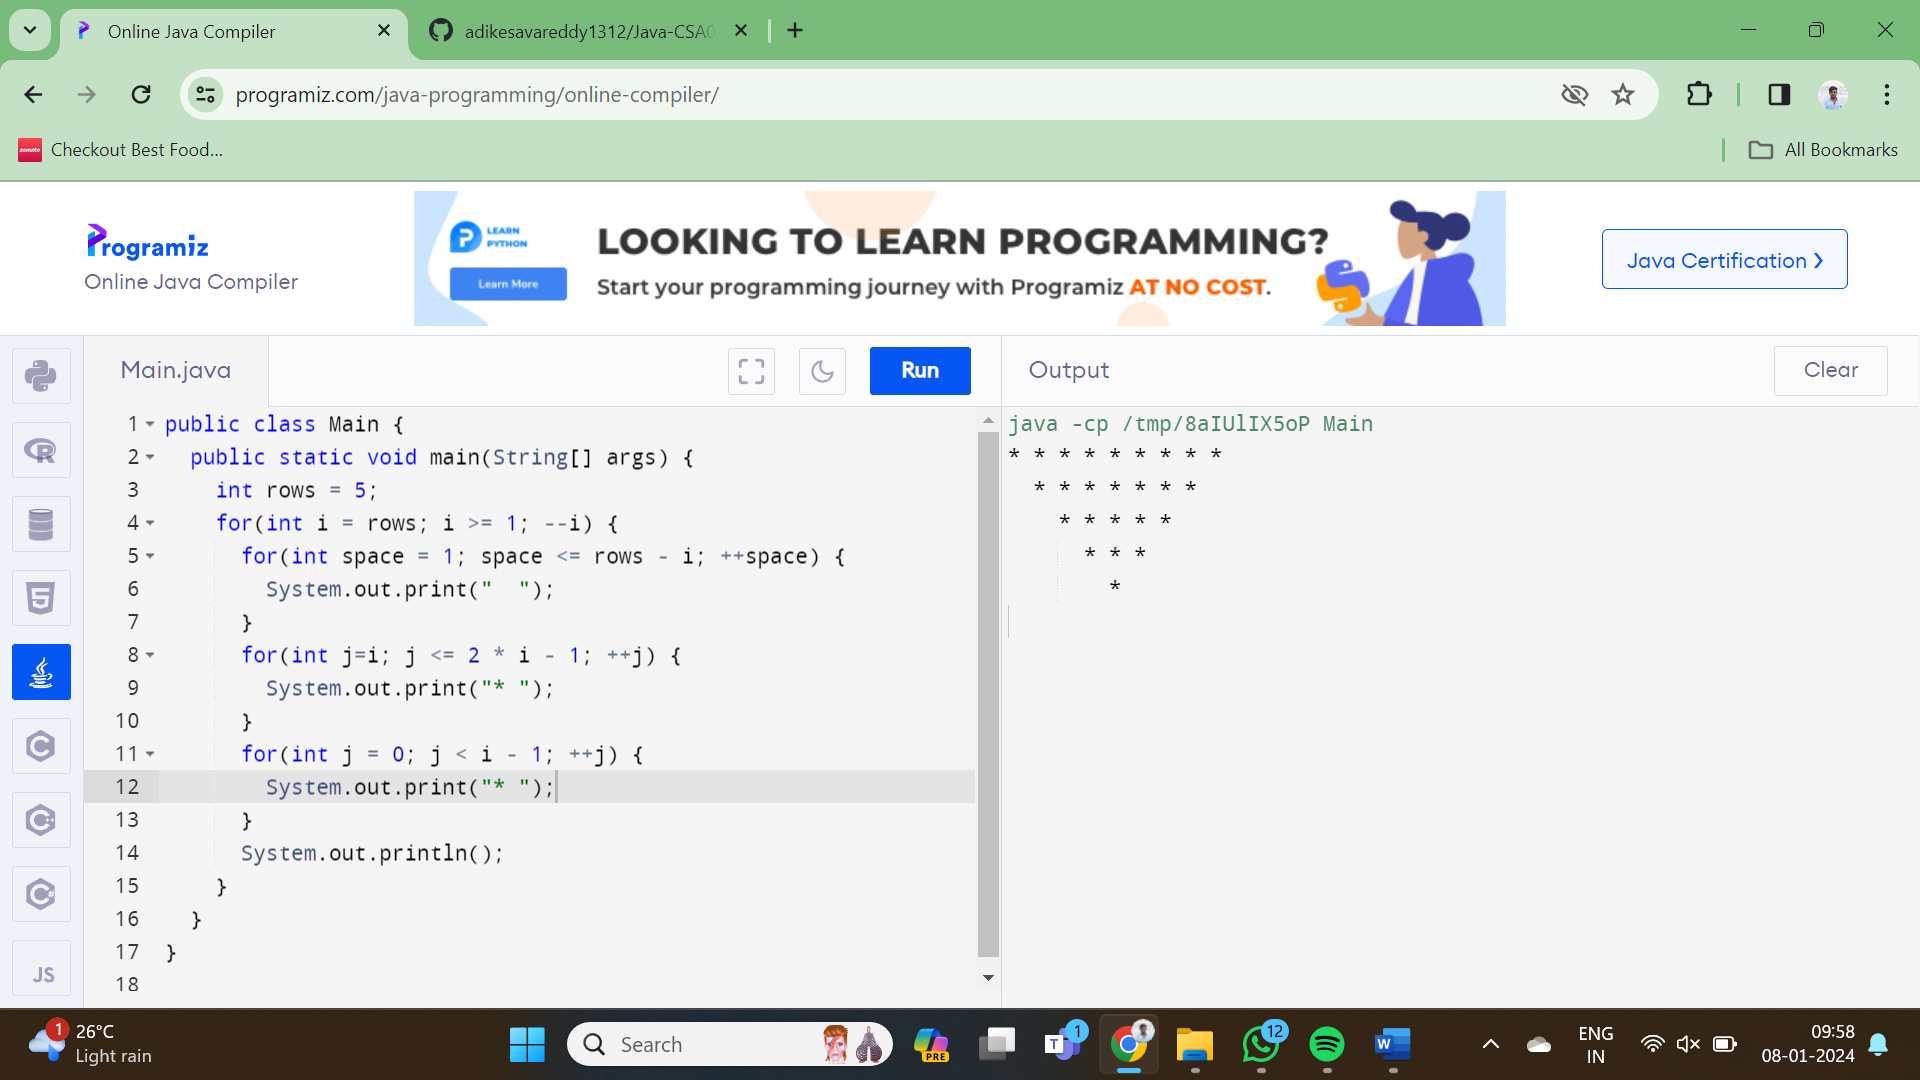 Online Java Compiler
adikesavareddy1312/Java-CSA0
programiz.com/java-programming/online-compiler/
zomato
Checkout Best Food...
All Bookmarks
Programiz
Online Java Compiler
LEARN
PYTHON
Learn More
LOOKING TO LEARN PROGRAMMING?
Start your programming journey with Programiz AT NO COST.
Java Certification ❯
Main.java
Run
Output
Clear
1 public class Main {
2 public static void main(String[] args) {
3 int rows = 5;
4 for(int i = rows; i >= 1; --i) {
5 for(int space = 1; space <= rows - i; ++space) {
6 System.out.print("  ");
7 }
8 for(int j=i; j <= 2 * i - 1; ++j) {
9 System.out.print("* ");
10 }
11 for(int j = 0; j < i - 1; ++j) {
12 System.out.print("* ");
13 }
14 System.out.println();
15 }
16 }
17 }
18
java -cp /tmp/8aIUlIX5oP Main
* * * * * * * * *
* * * * * * *
* * * * *
* * *
*
JS
1
26°C
Light rain
Search
PRE
1
12
ENG
IN
09:58
08-01-2024